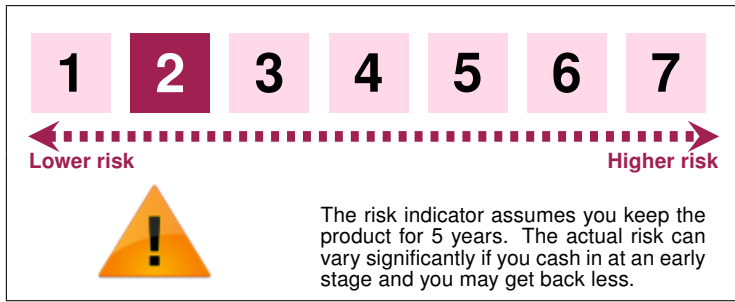 1 2 3 4 5 6 7
Lower risk Higher risk
!
The risk indicator assumes you keep the
product for 5 years. The actual risk can
vary significantly if you cash in at an early
stage and you may get back less.